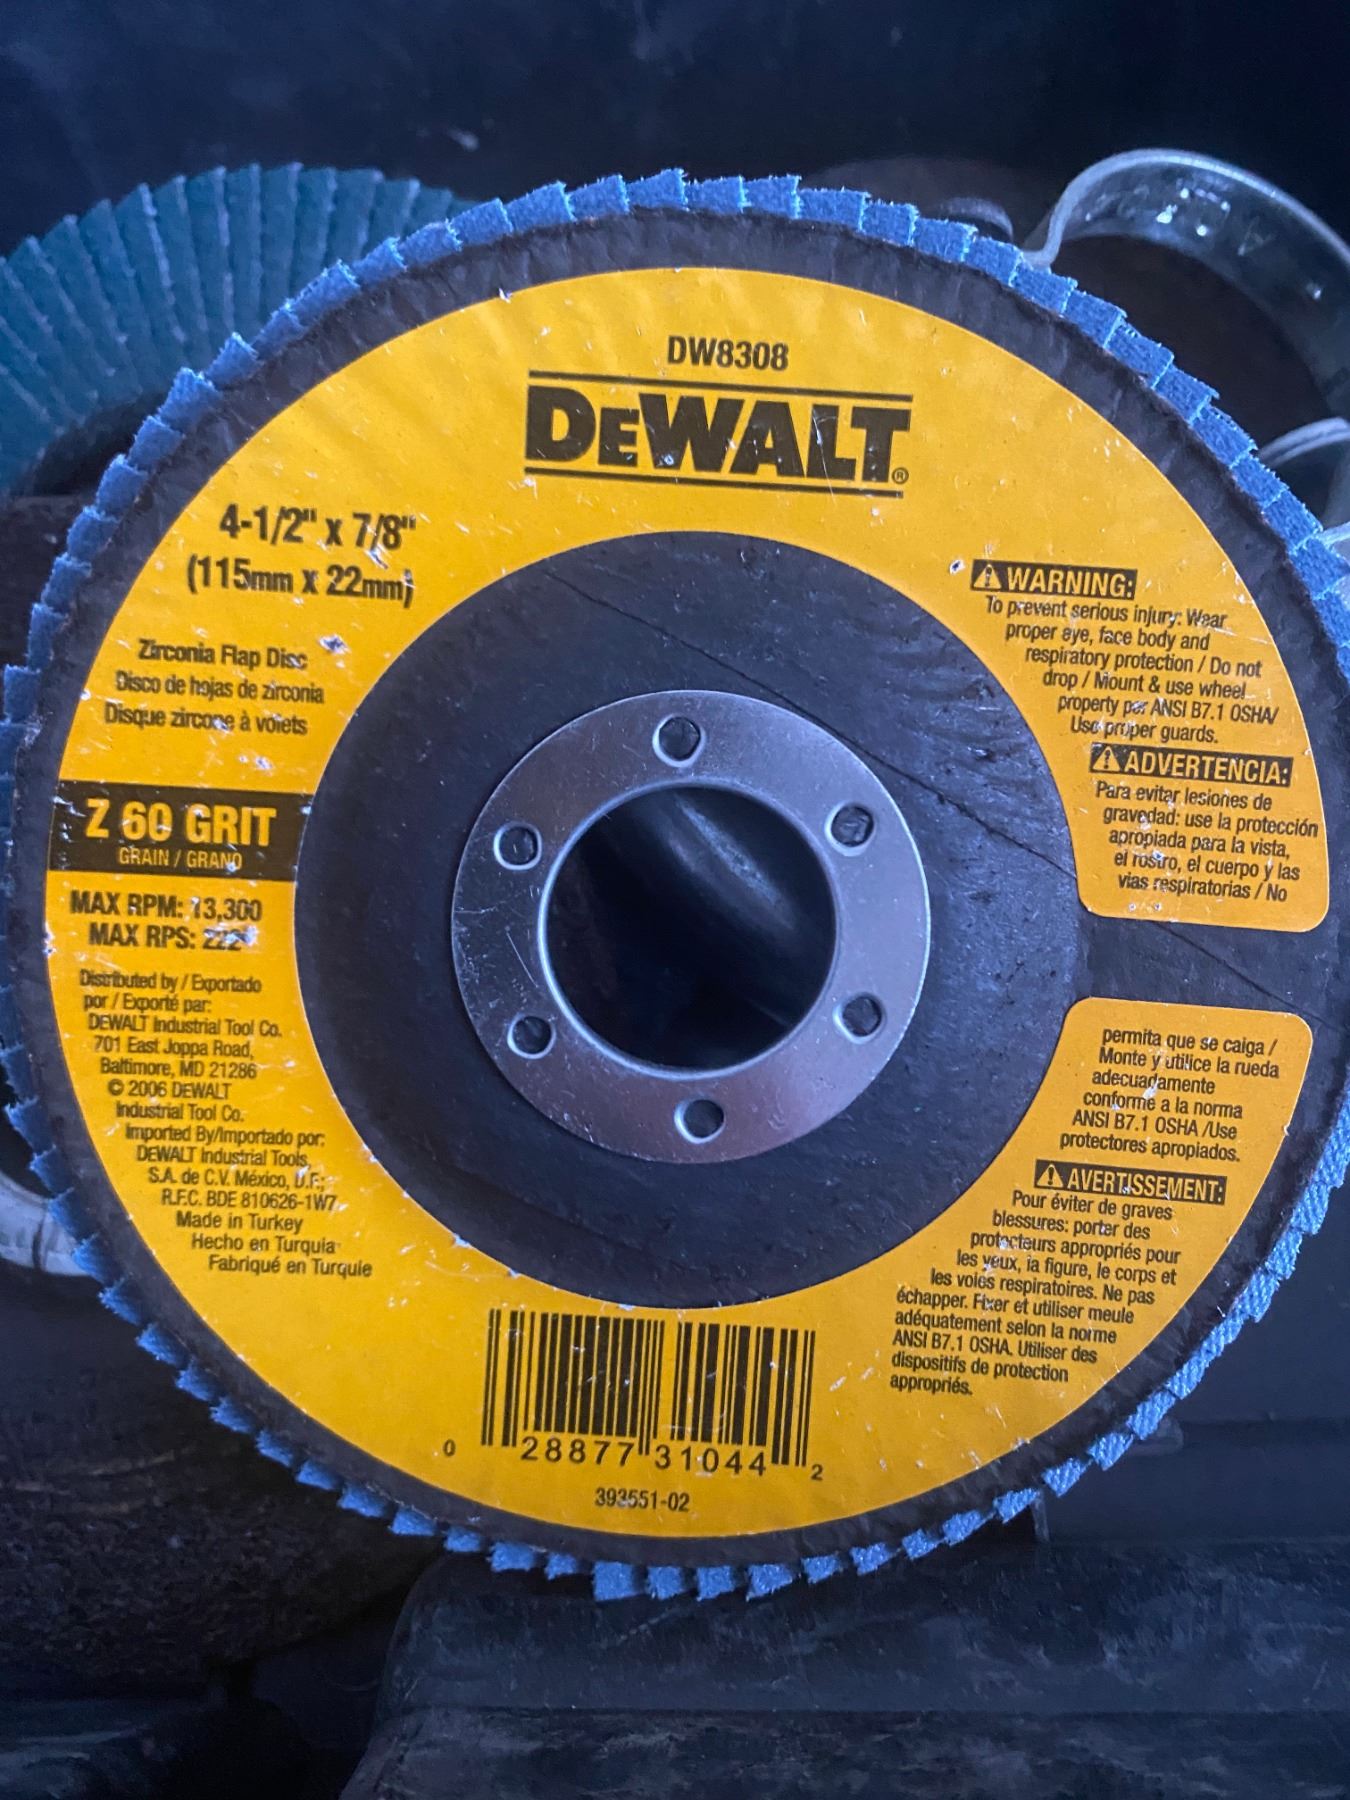 DW8308
DEWALT®
4-1/2" x 7/8"
(115mm x 22mm)
Zirconia Flap Disc
Disco de hojas de zirconia
Disque zircone à volets
Z 60 GRIT
GRAIN / GRANO
MAX RPM: 13,300
MAX RPS: 222
Distributed by / Exportado
por / Exporté par:
DEWALT Industrial Tool Co.
701 East Joppa Road,
Baltimore, MD 21286
© 2006 DEWALT
Industrial Tool Co.
Imported By/Importado por:
DEWALT Industrial Tools
S.A. de C.V. México, D.F.;
R.F.C. BDE 810626-1W7
Made in Turkey
Hecho en Turquia
Fabriqué en Turquie
WARNING:
To prevent serious injury: Wear
proper eye, face body and
respiratory protection / Do not
drop / Mount & use wheel
property per ANSI B7.1 OSHA/
Use proper guards.
ADVERTENCIA:
Para evitar lesiones de
gravedad: use la protección
apropiada para la vista,
el rostro, el cuerpo y las
vias respiratorias / No
permita que se caiga /
Monte y utilice la rueda
adecuadamente
conforme a la norma
ANSI B7.1 OSHA /Use
protectores apropiados.
AVERTISSEMENT:
Pour éviter de graves
blessures: porter des
protecteurs appropriés pour
les yeux, la figure, le corps et
les voies respiratoires. Ne pas
échapper. Fixer et utiliser meule
adéquatement selon la norme
ANSI B7.1 OSHA. Utiliser des
dispositifs de protection
appropriés.
0 28877 31044 2
393551-02